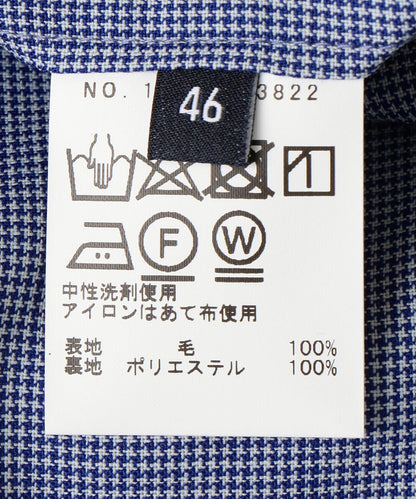 NO.1 3822
46
F W
中性洗剤使用
アイロンはあて布使用
表地 毛 100%
裏地 ポリエステル 100%